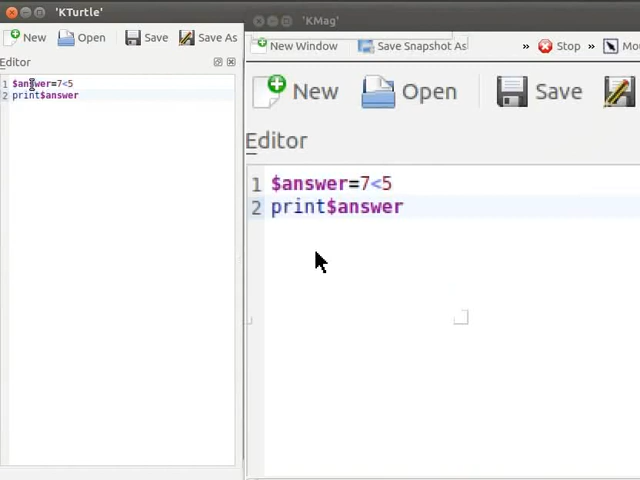 'KTurtle'
New Open Save Save As
Editor
1 $answer=7<5
2 print$answer
'KMag'
New Window Save Snapshot As » Stop » Mou
New Open Save
Editor
1 $answer=7<5
2 print$answer